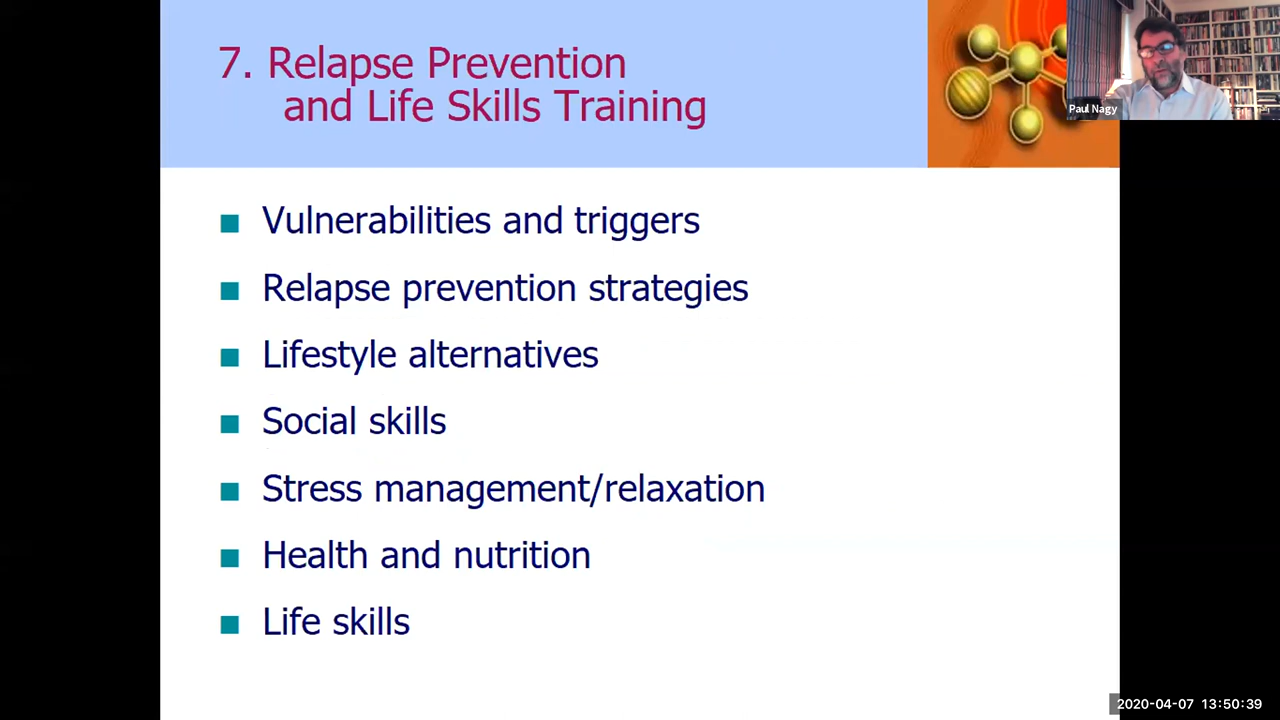 7. Relapse Prevention
and Life Skills Training
Paul Nagy
Vulnerabilities and triggers
Relapse prevention strategies
Lifestyle alternatives
Social skills
Stress management/relaxation
Health and nutrition
Life skills
2020-04-07 13:50:39